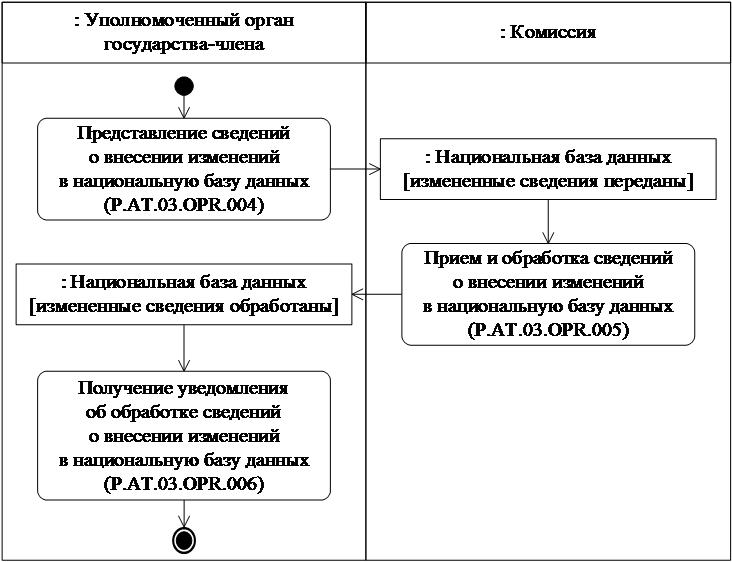 : Уполномоченный орган
государства-члена
: Комиссия
Представление сведений
о внесении изменений
в национальную базу данных
(P.AT.03.OPR.004)
: Национальная база данных
[измененные сведения переданы]
Прием и обработка сведений
о внесении изменений
в национальную базу данных
(P.AT.03.OPR.005)
: Национальная база данных
[измененные сведения обработаны]
Получение уведомления
об обработке сведений
о внесении изменений
в национальную базу данных
(P.AT.03.OPR.006)